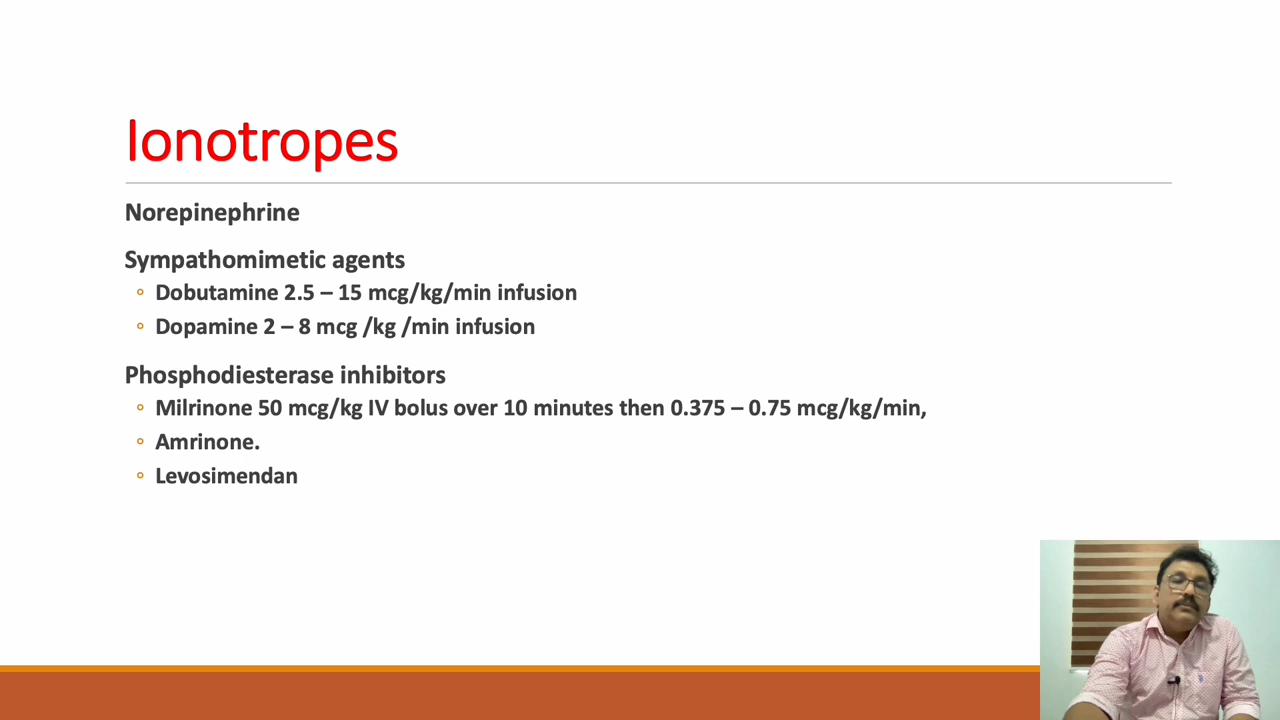 Ionotropes
Norepinephrine
Sympathomimetic agents
Dobutamine 2.5 – 15 mcg/kg/min infusion
Dopamine 2 – 8 mcg /kg /min infusion
Phosphodiesterase inhibitors
Milrinone 50 mcg/kg IV bolus over 10 minutes then 0.375 – 0.75 mcg/kg/min,
Amrinone.
Levosimendan